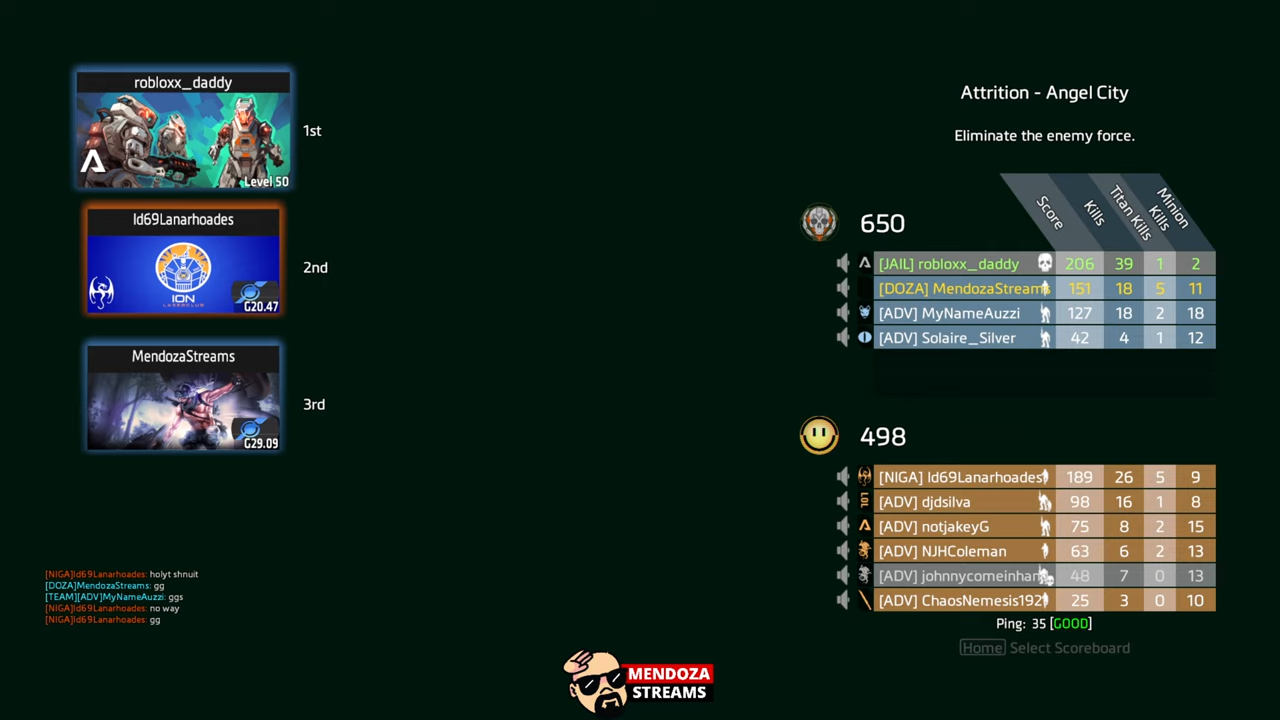 robloxx_daddy
Level 50
1st
Id69Lanarhoades
ION
LASERCLUB
G20.47
2nd
MendozaStreams
G29.09
3rd
[NIGA]Id69Lanarhoades: holyt shnuit
[DOZA]MendozaStreams: gg
[TEAM][ADV]MyNameAuzzi: ggs
[NIGA]Id69Lanarhoades: no way
[NIGA]Id69Lanarhoades: gg
Attrition - Angel City
Eliminate the enemy force.
Score Kills Titan Kills Minion Kills
650
[JAIL] robloxx_daddy 206 39 1 2
[DOZA] MendozaStreams 151 18 5 11
[ADV] MyNameAuzzi 127 18 2 18
[ADV] Solaire_Silver 42 4 1 12
498
[NIGA] Id69Lanarhoades 189 26 5 9
LOL [ADV] djdsilva 98 16 1 8
[ADV] notjakeyG 75 8 2 15
[ADV] NJHColeman 63 6 2 13
[ADV] johnnycomeinhan 48 7 0 13
[ADV] ChaosNemesis192 25 3 0 10
Ping: 35 [GOOD]
[Home] Select Scoreboard
MENDOZA
STREAMS